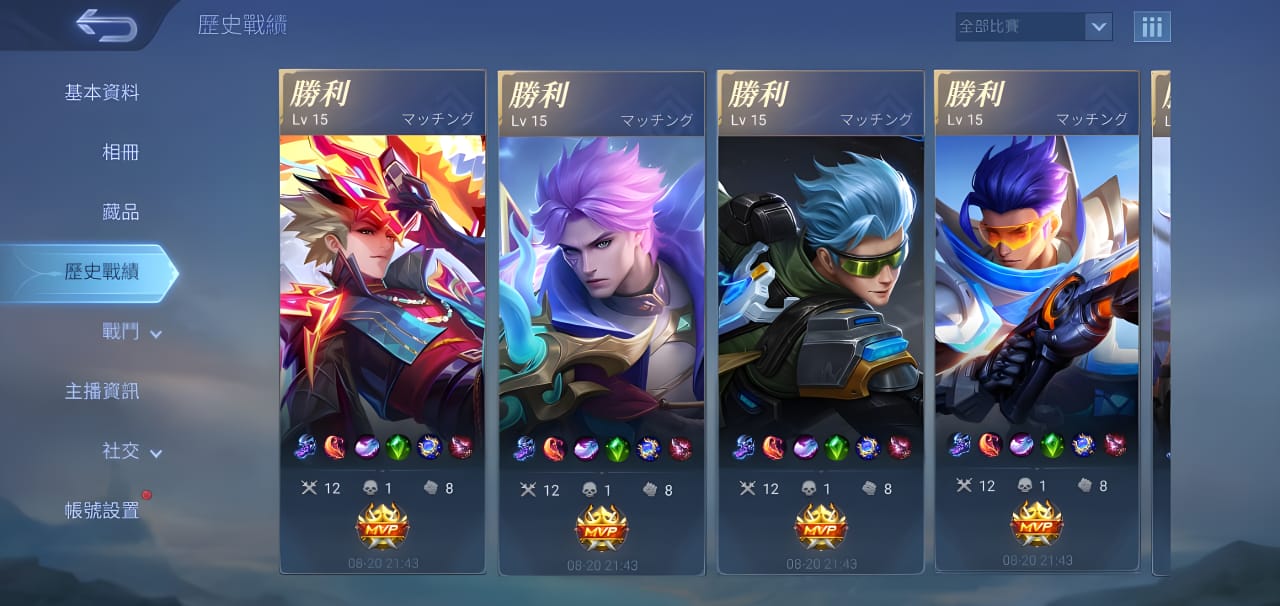 歷史戰績
全部比賽
基本資料
相冊
藏品
歷史戰績
戰鬥
主播資訊
社交
帳號設置
勝利
Lv 15 マッチング
12 1 8
MVP
08-20 21:43
勝利
Lv 15 マッチング
12 1 8
MVP
08-20 21:43
勝利
Lv 15 マッチング
12 1 8
MVP
08-20 21:43
勝利
Lv 15 マッチング
12 1 8
MVP
08-20 21:43